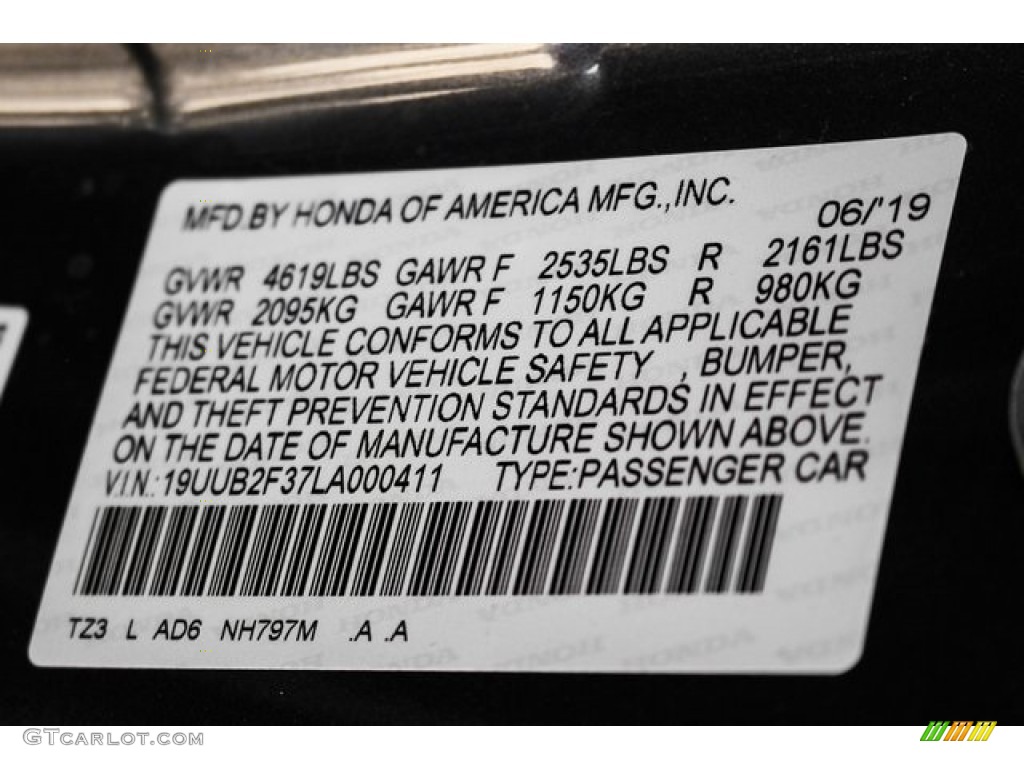 MFD.BY HONDA OF AMERICA MFG.,INC.
06/'19
GVWR 4619LBS GAWR F 2535LBS R 2161LBS
GVWR 2095KG GAWR F 1150KG R 980KG
THIS VEHICLE CONFORMS TO ALL APPLICABLE
FEDERAL MOTOR VEHICLE SAFETY , BUMPER,
AND THEFT PREVENTION STANDARDS IN EFFECT
ON THE DATE OF MANUFACTURE SHOWN ABOVE.
V.I.N.: 19UUB2F37LA000411 TYPE:PASSENGER CAR
TZ3 L AD6 NH797M .A .A
GTCARLOT.COM